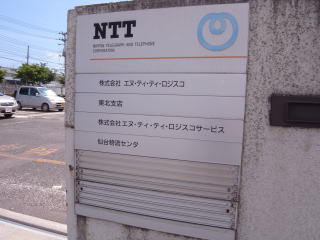 NTT
NIPPON TELEGRAPH AND TELEPHONE
CORPORATION
株式会社 エヌ・ティ・ティ・ロジスコ
東北支店
株式会社エヌ・ティ・ティ・ロジスコサービス
仙台物流センタ